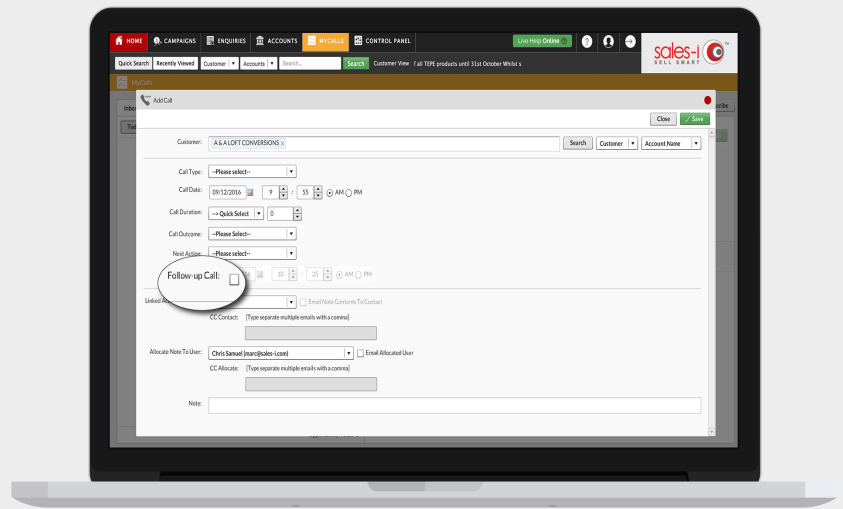 HOME CAMPAIGNS ENQUIRIES ACCOUNTS MYCALLS CONTROL PANEL Live Help Online ?
sales-i
SELL SMART
TM
Quick Search Recently Viewed Customer Accounts Search... Search Customer View f all TEPE products until 31st October Whilst s
MyCalls
Add Call
Inbo
cribe
Close ✓ Save
Tod
Customer: A & A LOFT CONVERSIONS x Search Customer Account Name
Call Type: --Please select--
Call Date: 09/12/2016 9 : 55 AM PM
Call Duration: --> Quick Select 0
Call Outcome: --Please Select--
Next Action: --Please select--
Follow-up Call: 10 : 25 AM PM
Linked Email Note Contents To Contact
CC Contact: [Type separate multiple emails with a comma]
Allocate Note To User: Chris Samuel (marc@sales-i.com) Email Allocated User
CC Allocate: [Type separate multiple emails with a comma]
Note: